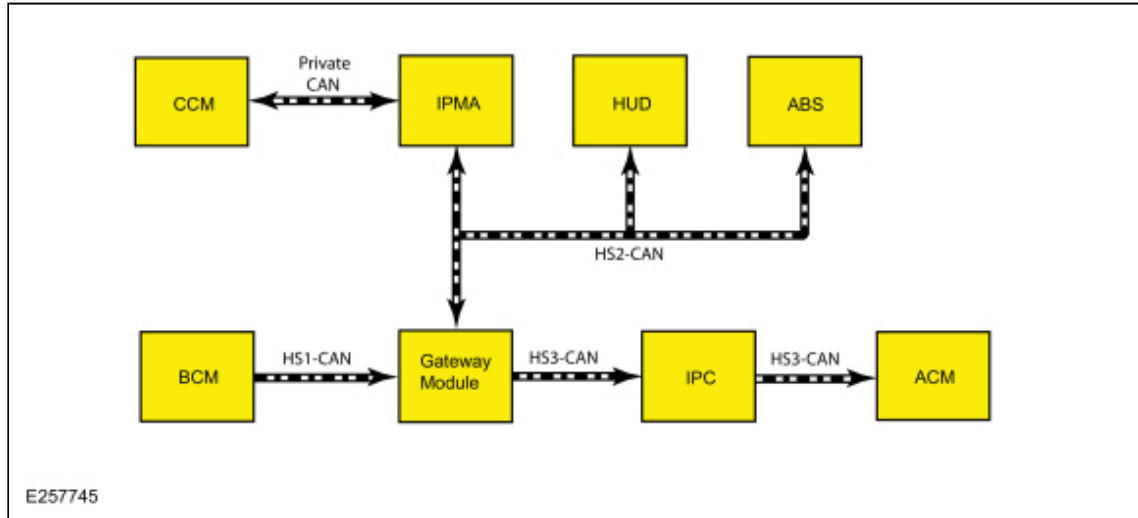 Private
CAN
CCM
IPMA
HUD
ABS
HS2-CAN
BCM
HS1-CAN
Gateway
Module
HS3-CAN
IPC
HS3-CAN
ACM
E257745